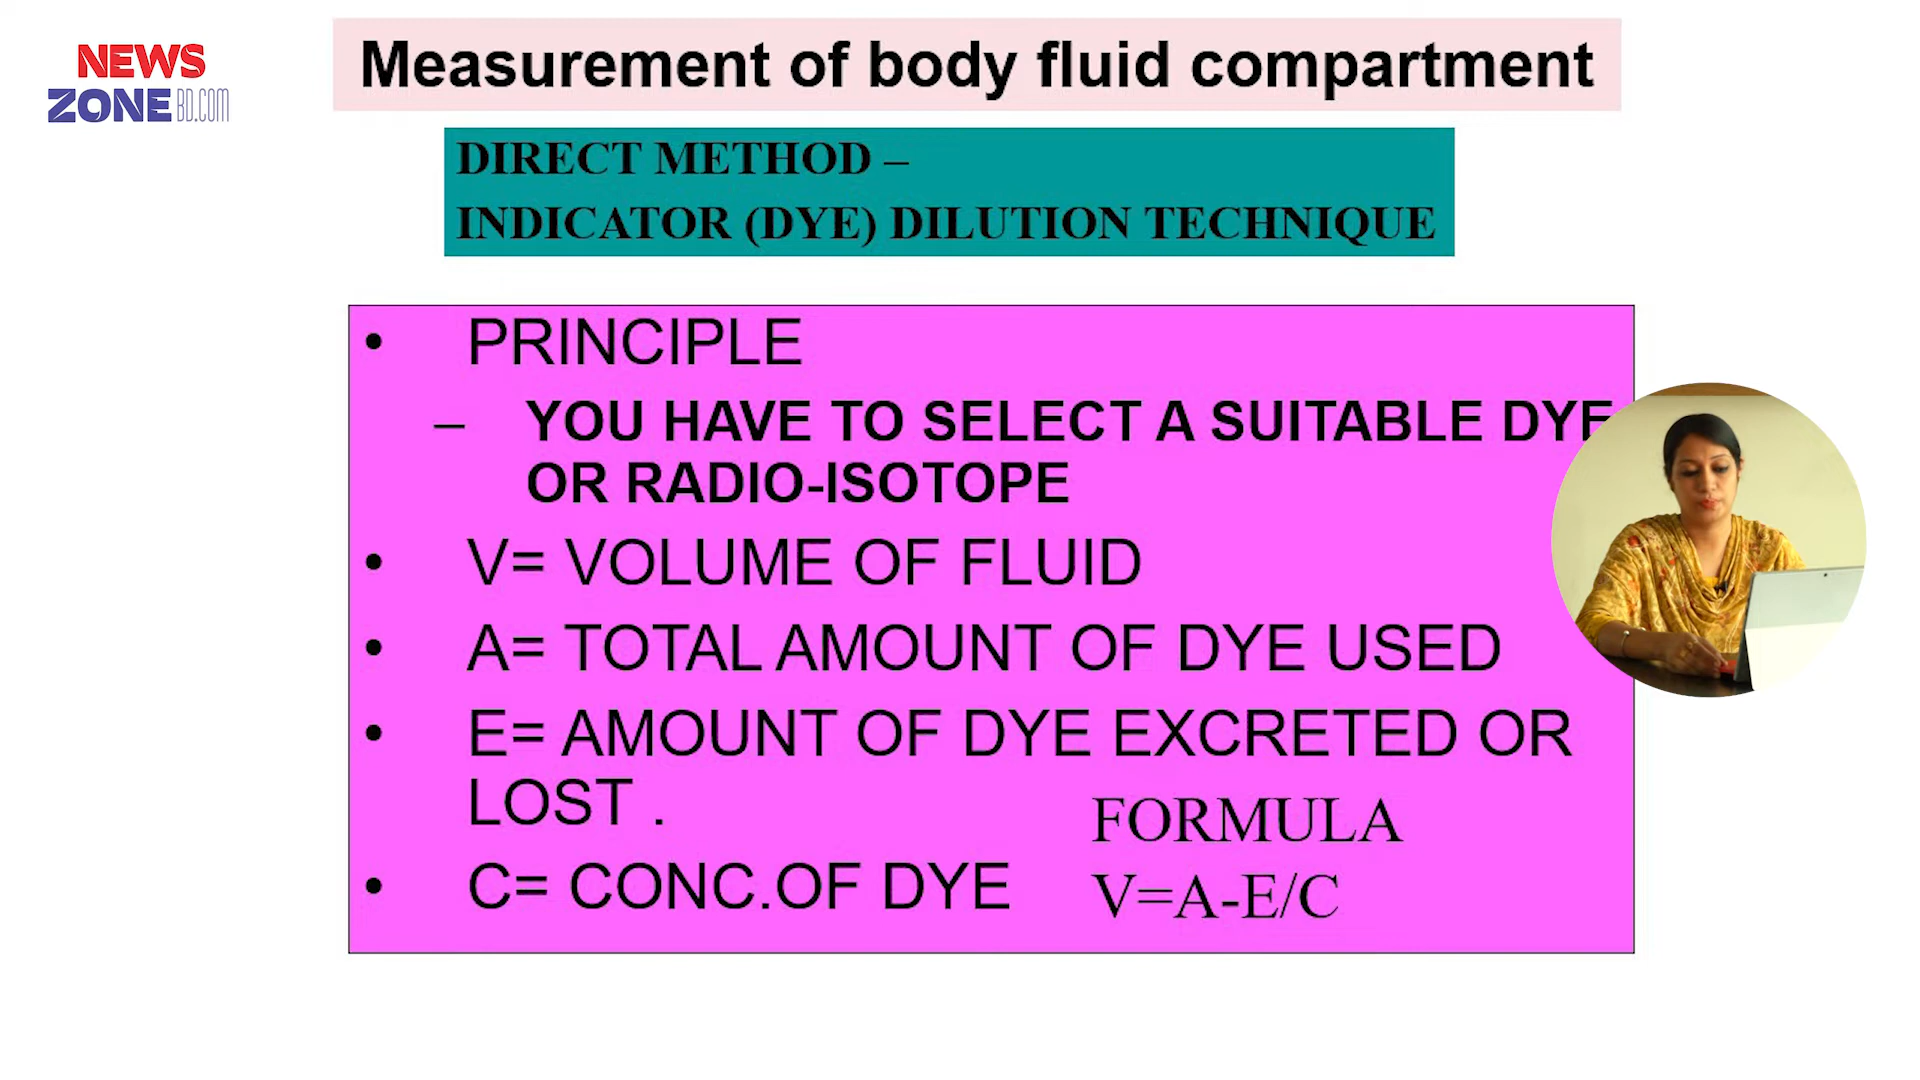 NEWS
ZONE BD.COM
Measurement of body fluid compartment
DIRECT METHOD –
INDICATOR (DYE) DILUTION TECHNIQUE
• PRINCIPLE
– YOU HAVE TO SELECT A SUITABLE DYE
OR RADIO-ISOTOPE
• V= VOLUME OF FLUID
• A= TOTAL AMOUNT OF DYE USED
• E= AMOUNT OF DYE EXCRETED OR
LOST .
• C= CONC.OF DYE
FORMULA
V=A-E/C